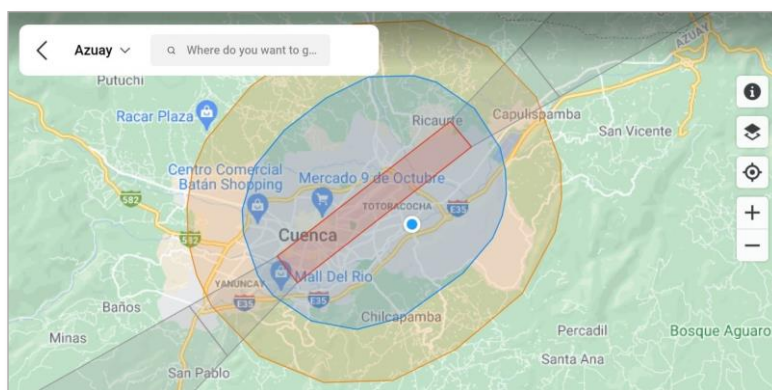 Azuay
Where do you want to g...
AZUAY
Putuchi
Racar Plaza
Ricaurte
Capulispamba
San Vicente
Centro Comercial
Batán Shopping
Mercado 9 de Octubre
582
TOTORACOCHA
E35
582
Cuenca
Mall Del Rio
YANUNCAY
E35
E35
Baños
Chilcapamba
Minas
Percadil
Bosque Aguaro
San Pablo
Santa Ana